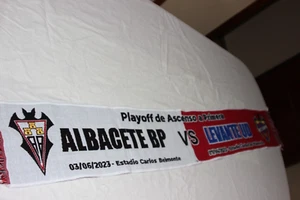 Playoff de Ascenso a Primera
ALBACETE BP VS LEVANTE UD
03/06/2023 - Estadio Carlos Belmonte